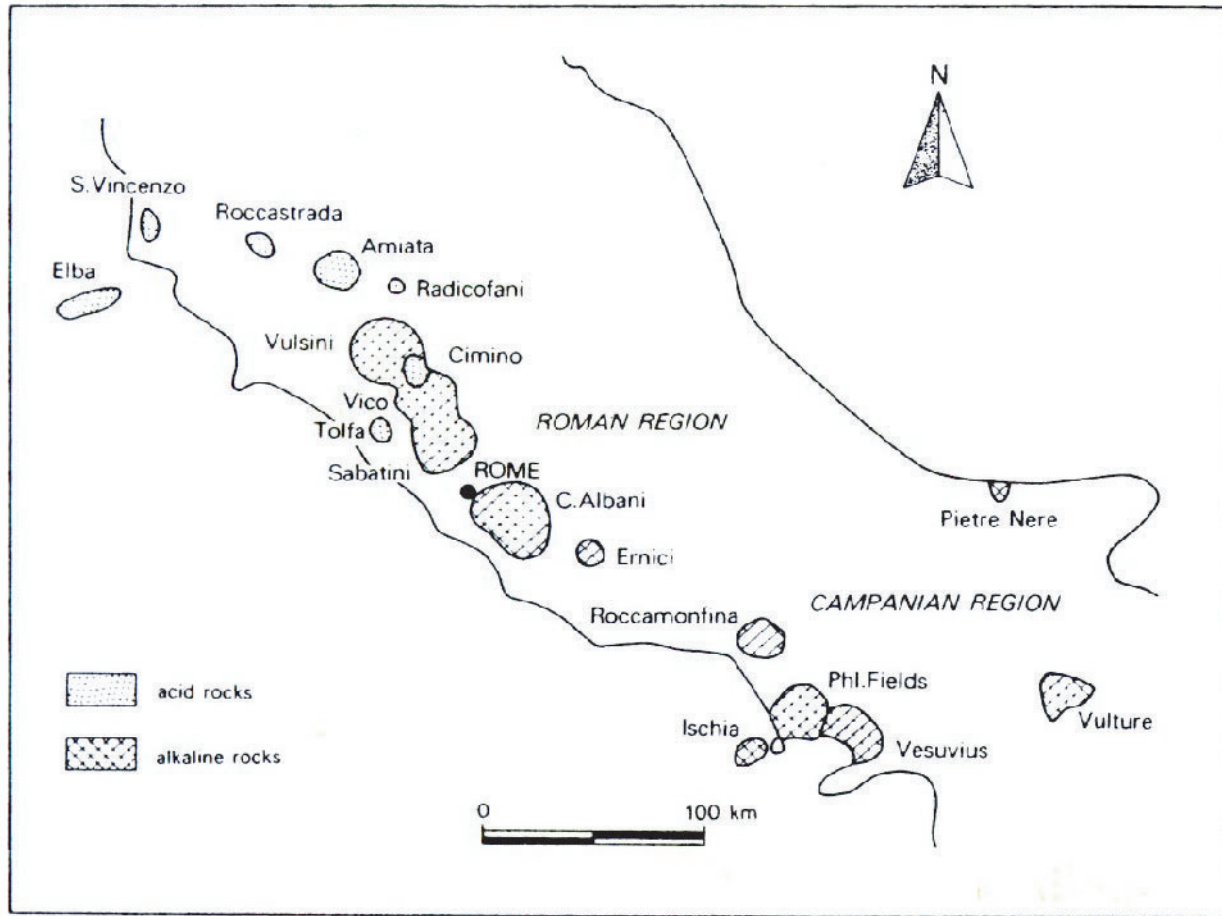 N
S.Vincenzo
Roccastrada
Amiata
Elba
Radicofani
Vulsini
Cimino
Vico
Tolfa
ROMAN REGION
Sabatini
ROME
C.Albani
Pietre Nere
Ernici
CAMPANIAN REGION
Roccamonfina
acid rocks
Phl.Fields
Ischia
Vulture
alkaline rocks
Vesuvius
0 100 km